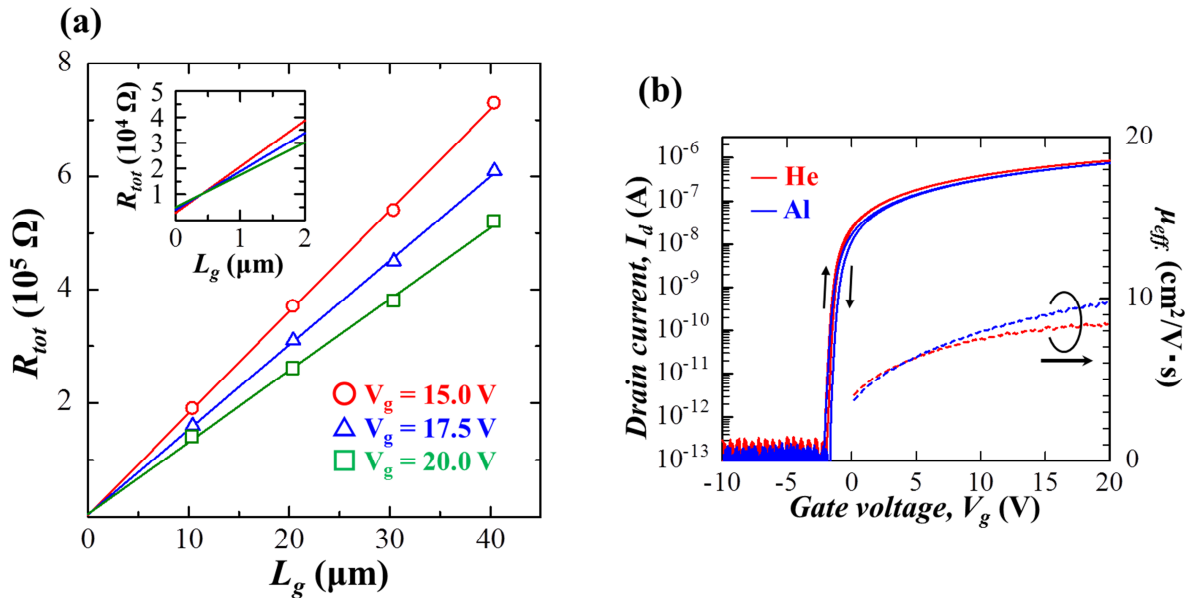 (a)
R_tot (10^5 Ω)
8
6
4
2
0
10
20
30
40
L_g (μm)
R_tot (10^4 Ω)
5
4
3
2
1
0
1
2
L_g (μm)
V_g = 15.0 V
V_g = 17.5 V
V_g = 20.0 V
(b)
Drain current, I_d (A)
10^-6
10^-7
10^-8
10^-9
10^-10
10^-11
10^-12
10^-13
He
Al
-10
-5
0
5
10
15
20
Gate voltage, V_g (V)
20
10
0
μ_eff. (cm^2/V・s)